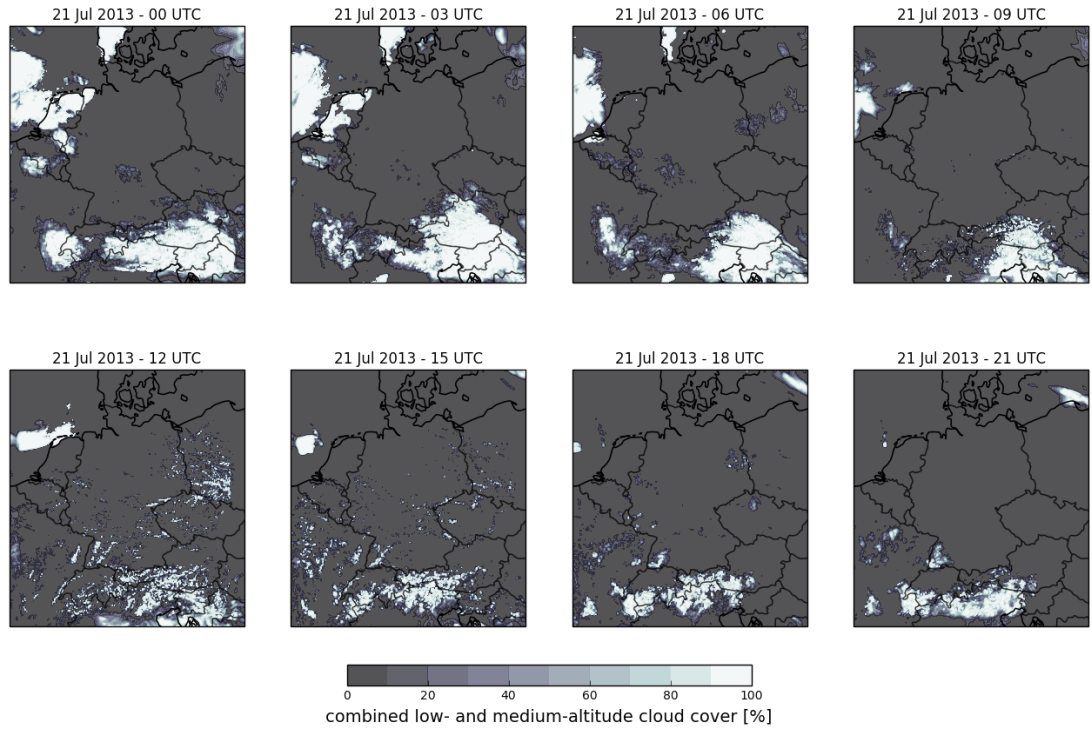 21 Jul 2013 - 00 UTC
21 Jul 2013 - 03 UTC
21 Jul 2013 - 06 UTC
21 Jul 2013 - 09 UTC
21 Jul 2013 - 12 UTC
21 Jul 2013 - 15 UTC
21 Jul 2013 - 18 UTC
21 Jul 2013 - 21 UTC
0 20 40 60 80 100
combined low- and medium-altitude cloud cover [%]